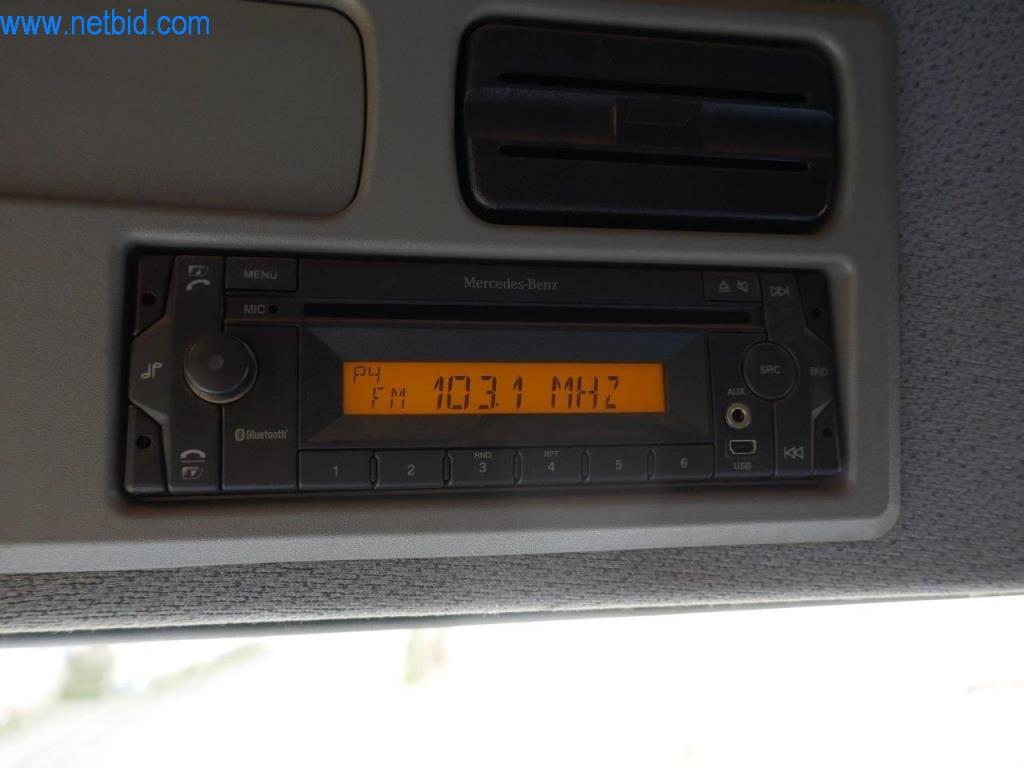 www.netbid.com
MENU
Mercedes-Benz
MIC
SRC
BND
P4
FM 103.1 MHZ
AUX
Bluetooth
USB
1
2
RND
3
RPT
4
5
6